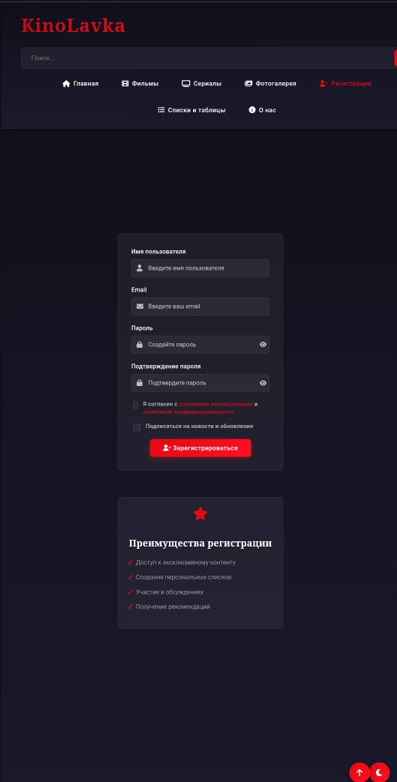 KinoLavka
Поиск...
Главная Фильмы Сериалы Фотогалерея Регистрация
Списки и таблицы О нас
Имя пользователя
Введите имя пользователя
Email
Введите ваш email
Пароль
Создайте пароль
Подтверждение пароля
Подтвердите пароль
Я согласен с условиями использования и
политикой конфиденциальности
Подписаться на новости и обновления
Зарегистрироваться
Преимущества регистрации
Доступ к эксклюзивному контенту
Создание персональных списков
Участие в обсуждениях
Получение рекомендаций